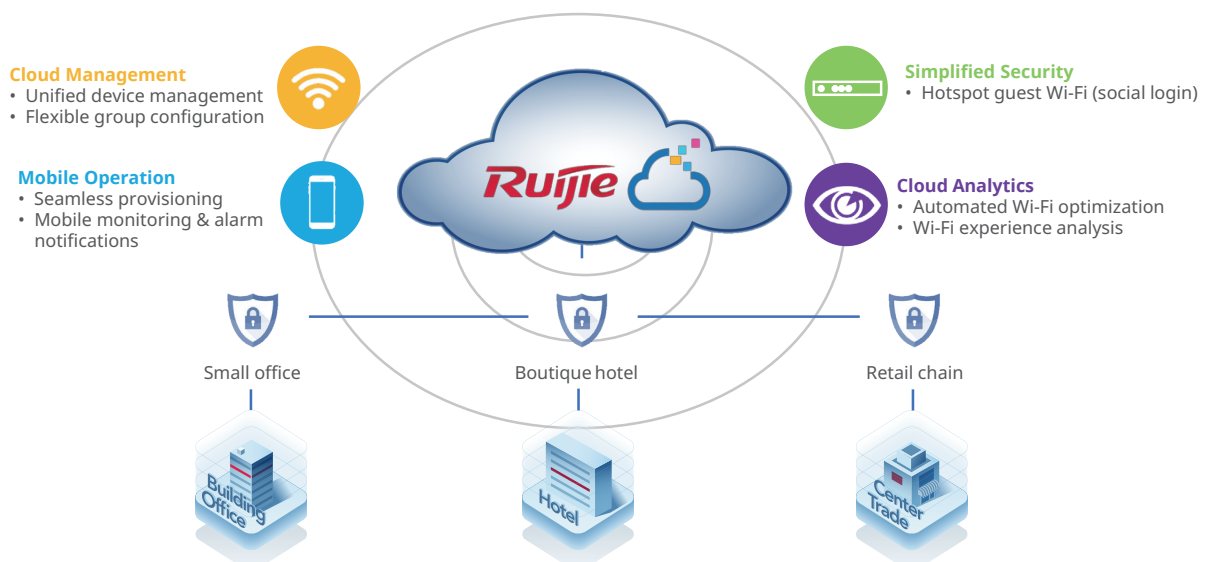 Cloud Management
• Unified device management
• Flexible group configuration
Mobile Operation
• Seamless provisioning
• Mobile monitoring & alarm
notifications
Ruijie
Simplified Security
• Hotspot guest Wi-Fi (social login)
Cloud Analytics
• Automated Wi-Fi optimization
• Wi-Fi experience analysis
Small office
Boutique hotel
Retail chain
Building
Office
Hotel
Center
Trade